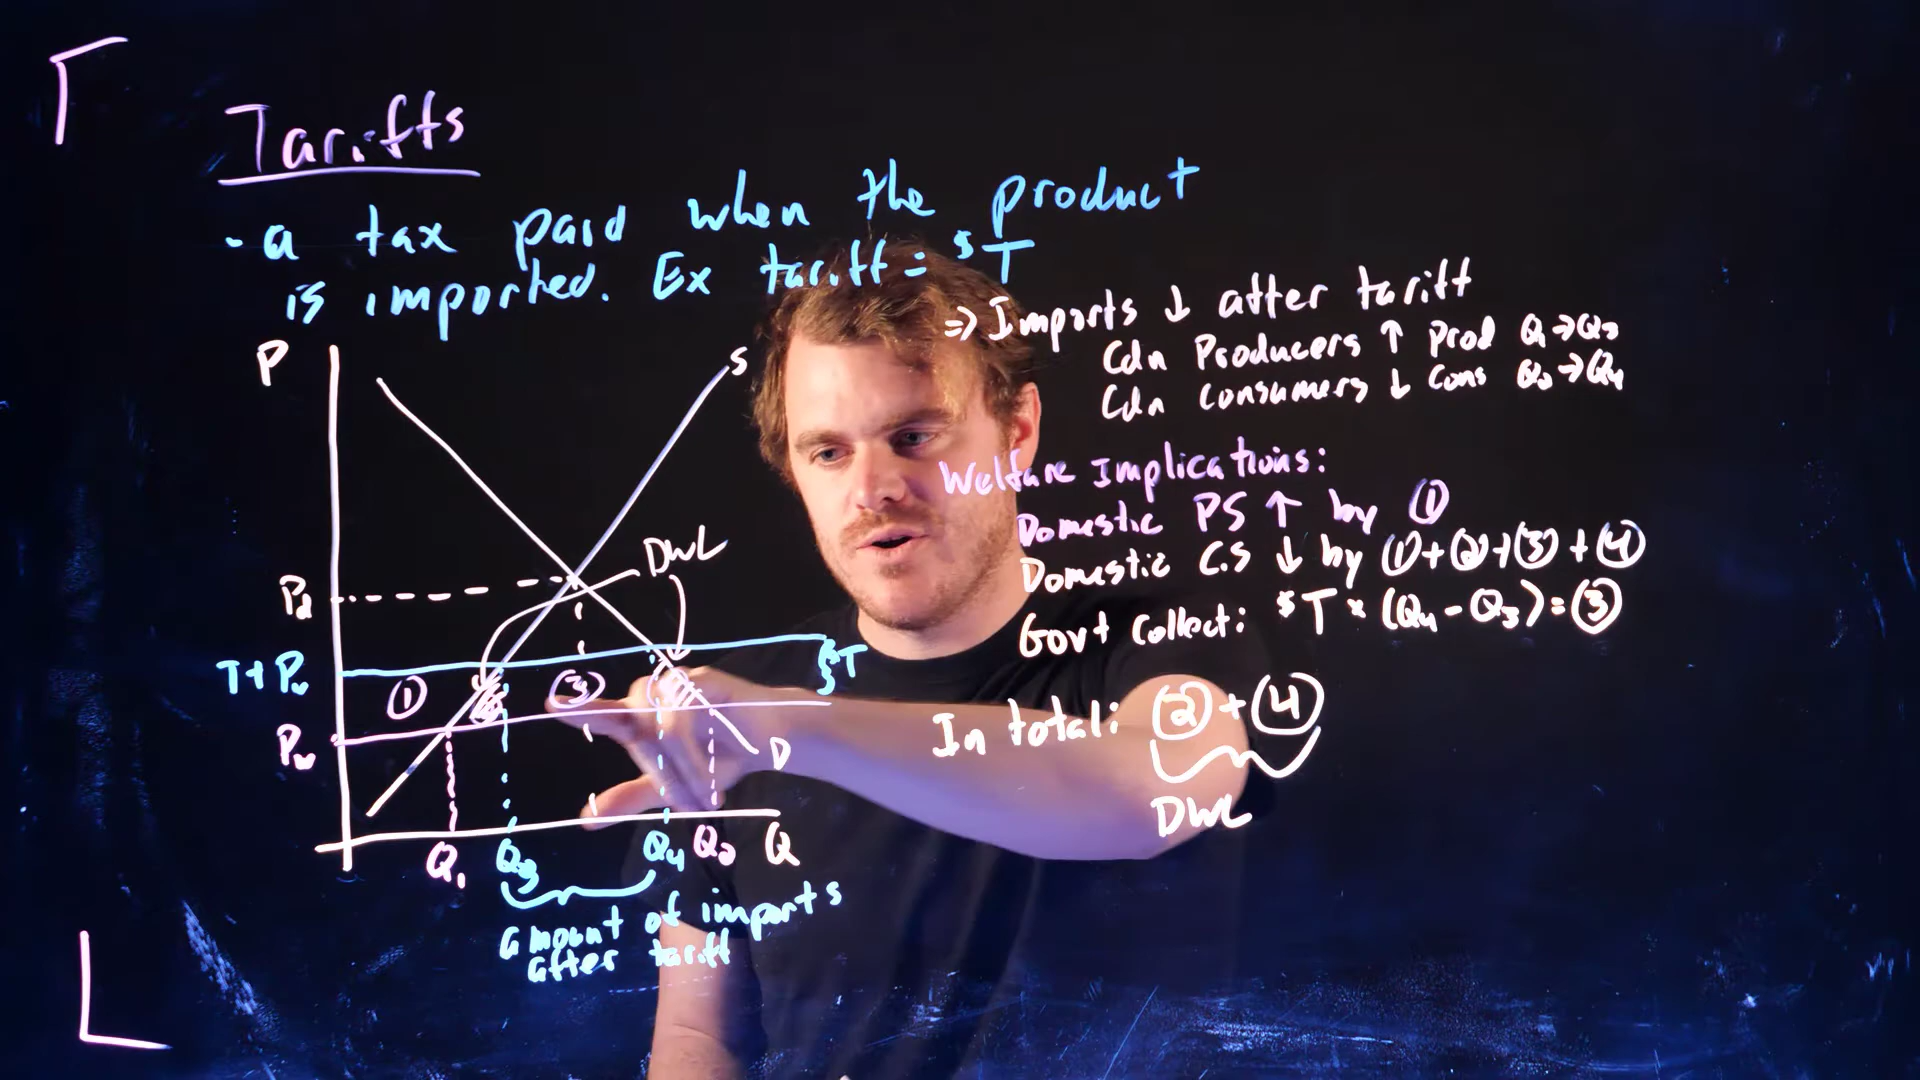 Tariffs
- a tax paid when the product
is imported. Ex tariff = $T
P
S
DWL
Pd
T+Pw
$T
1
3
Pw
D
Q1
Q3
Q4
Q2
Q
amount of imports
after tariff
=> Imports ↓ after tariff
Cdn Producers ↑ Prod Q1→Q3
Cdn Consumers ↓ Cons Q2→Q4
Welfare Implications:
Domestic PS ↑ by ①
Domestic CS ↓ by ①+②+③+④
Govt Collect: $T × (Q4-Q3) = ③
In total: ②+④
DWL